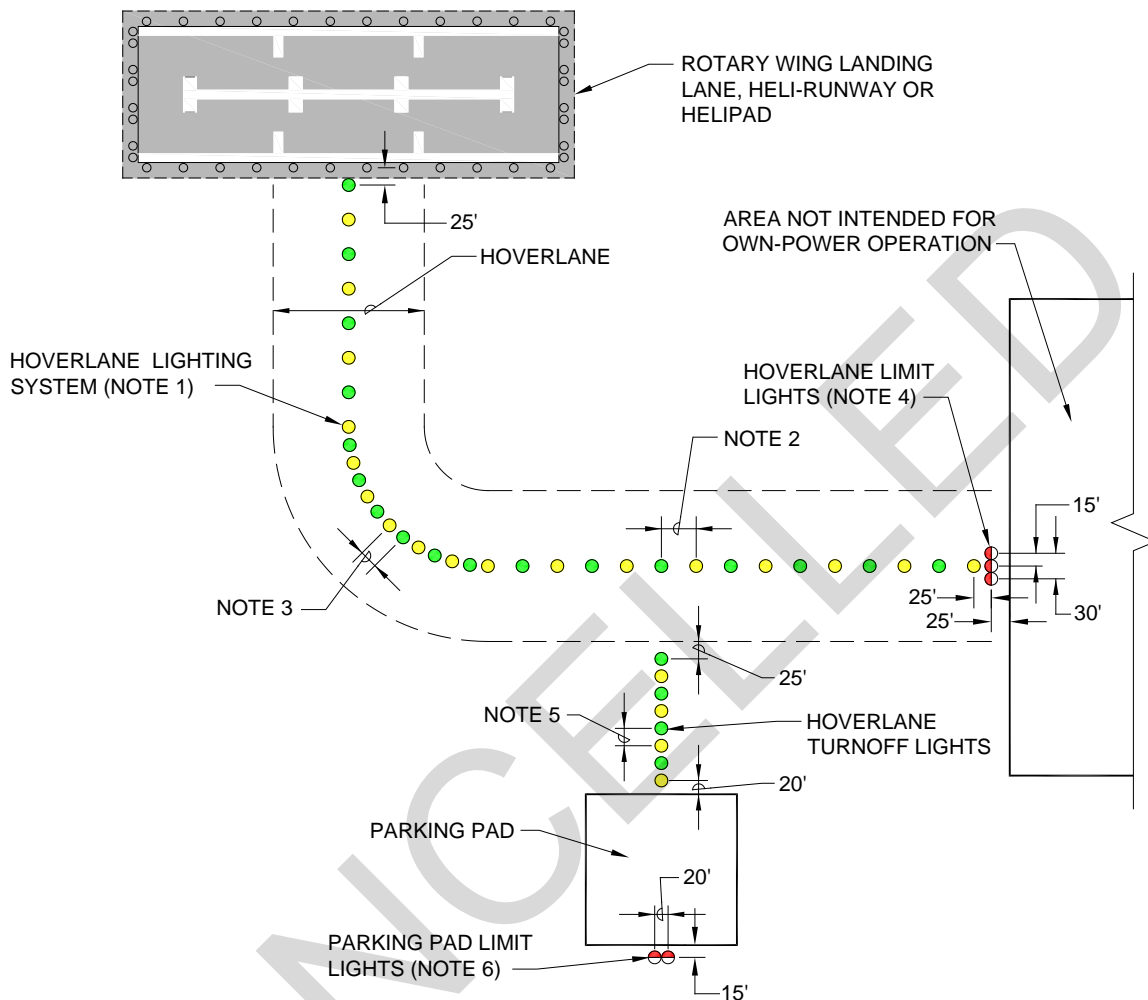 ROTARY WING LANDING
LANE, HELI-RUNWAY OR
HELIPAD
25'
AREA NOT INTENDED FOR
OWN-POWER OPERATION
HOVERLANE
HOVERLANE LIGHTING
SYSTEM (NOTE 1)
HOVERLANE LIMIT
LIGHTS (NOTE 4)
NOTE 2
15'
NOTE 3
25'
25'
30'
25'
NOTE 5
HOVERLANE
TURNOFF LIGHTS
20'
PARKING PAD
20'
PARKING PAD LIMIT
LIGHTS (NOTE 6)
15'
NCELLED